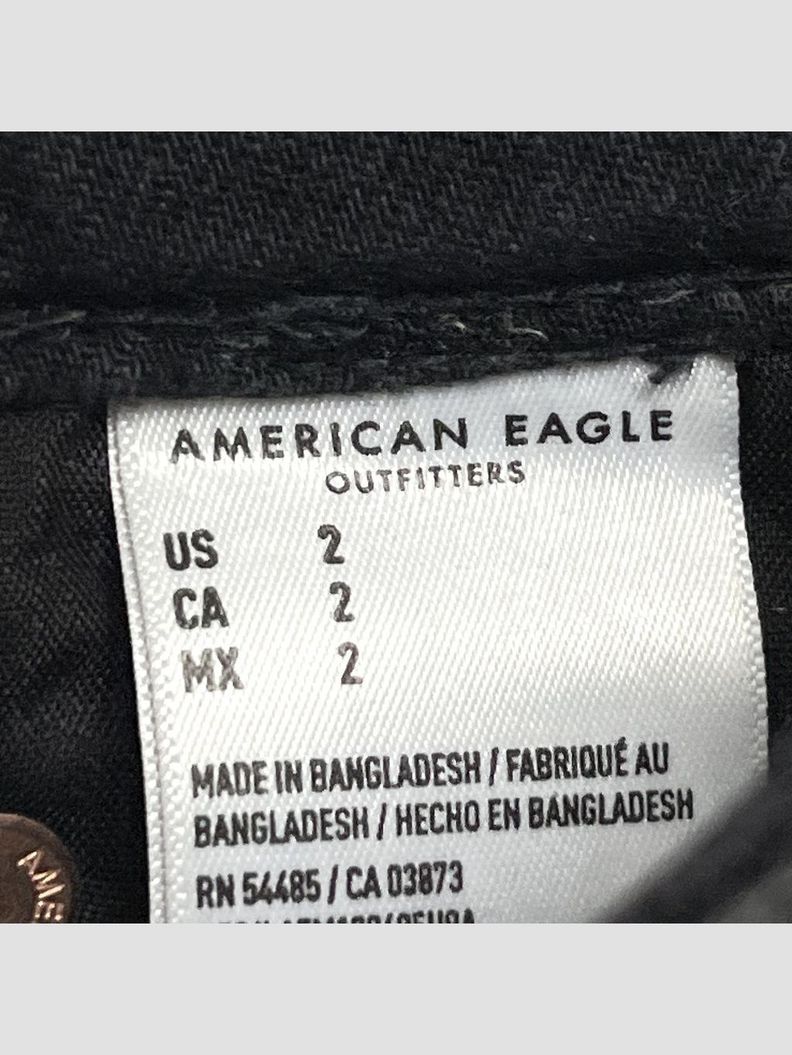 AMERICAN EAGLE
OUTFITTERS
US 2
CA 2
MX 2
MADE IN BANGLADESH / FABRIQUÉ AU
BANGLADESH / HECHO EN BANGLADESH
RN 54485 / CA 03873
AME